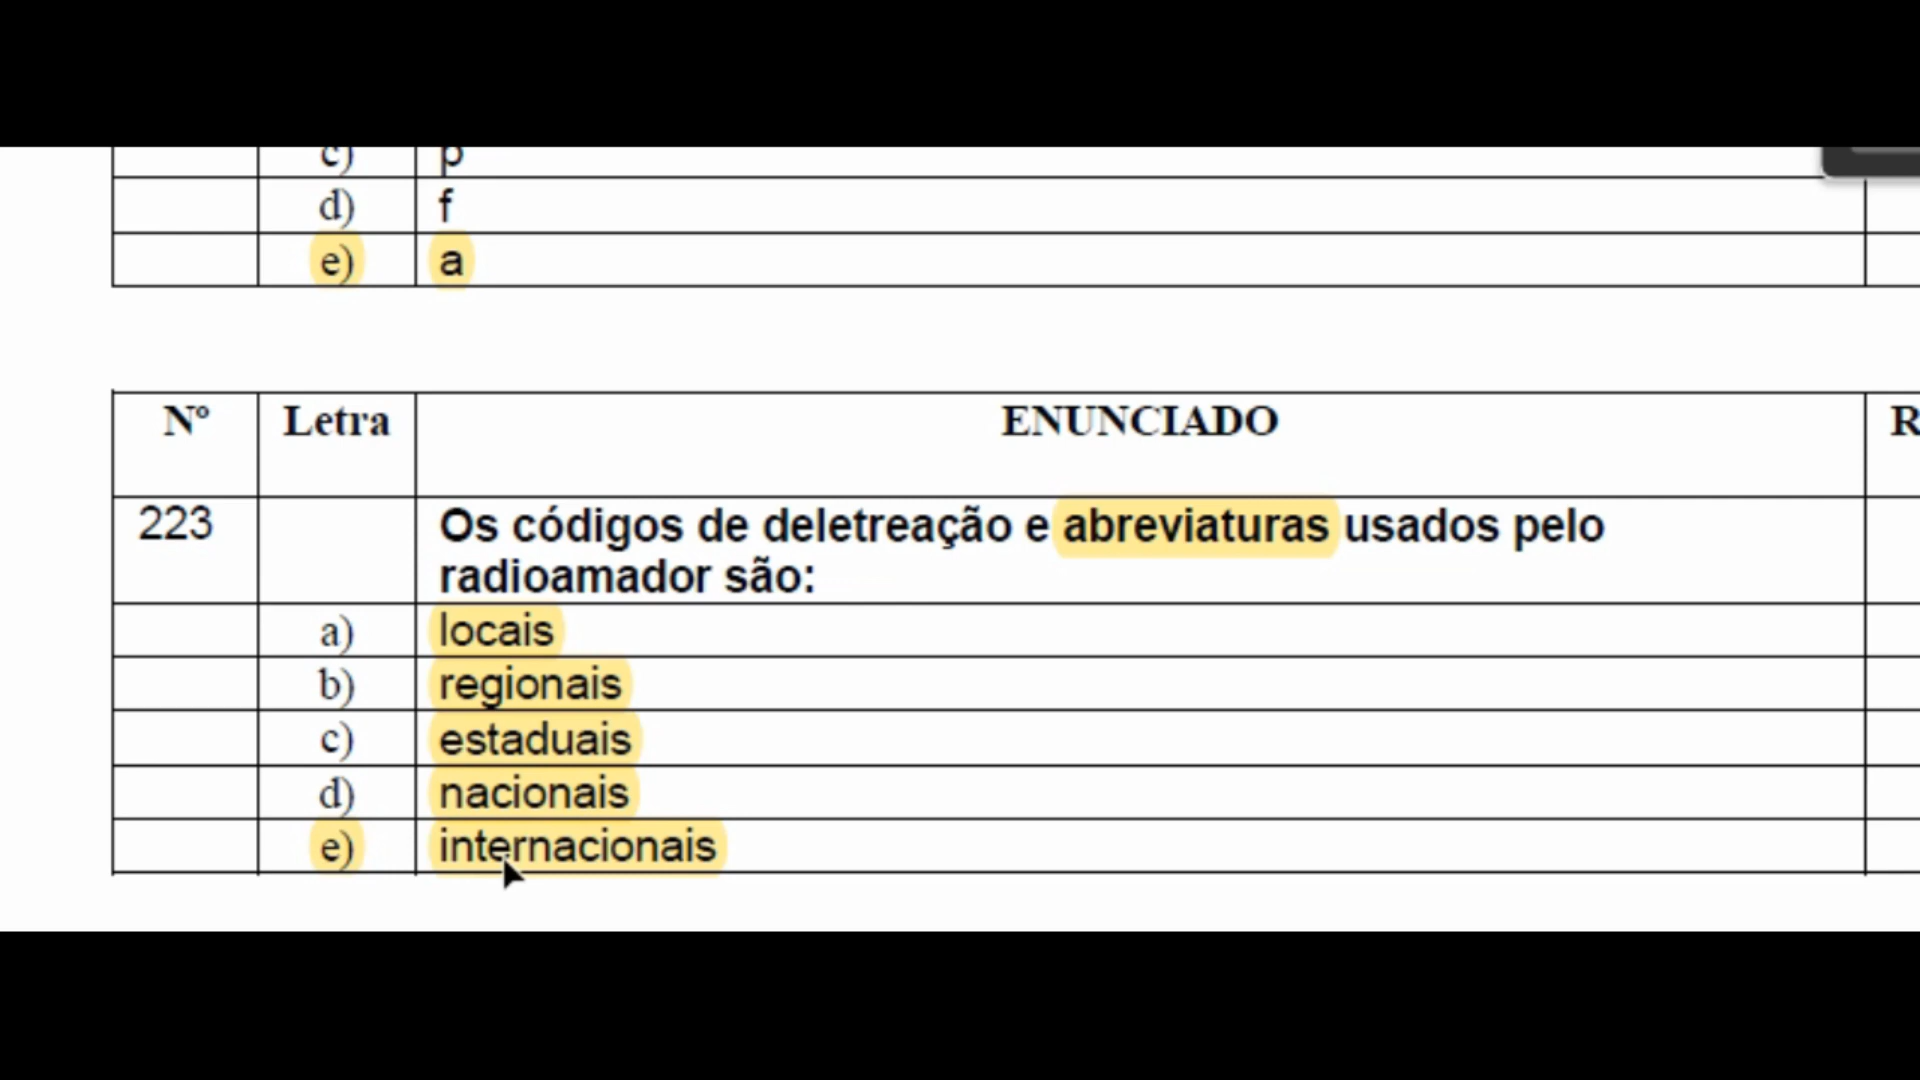 c) p
d) f
e) a
Nº Letra ENUNCIADO R
223 Os códigos de deletreação e abreviaturas usados pelo
radioamador são:
a) locais
b) regionais
c) estaduais
d) nacionais
e) internacionais